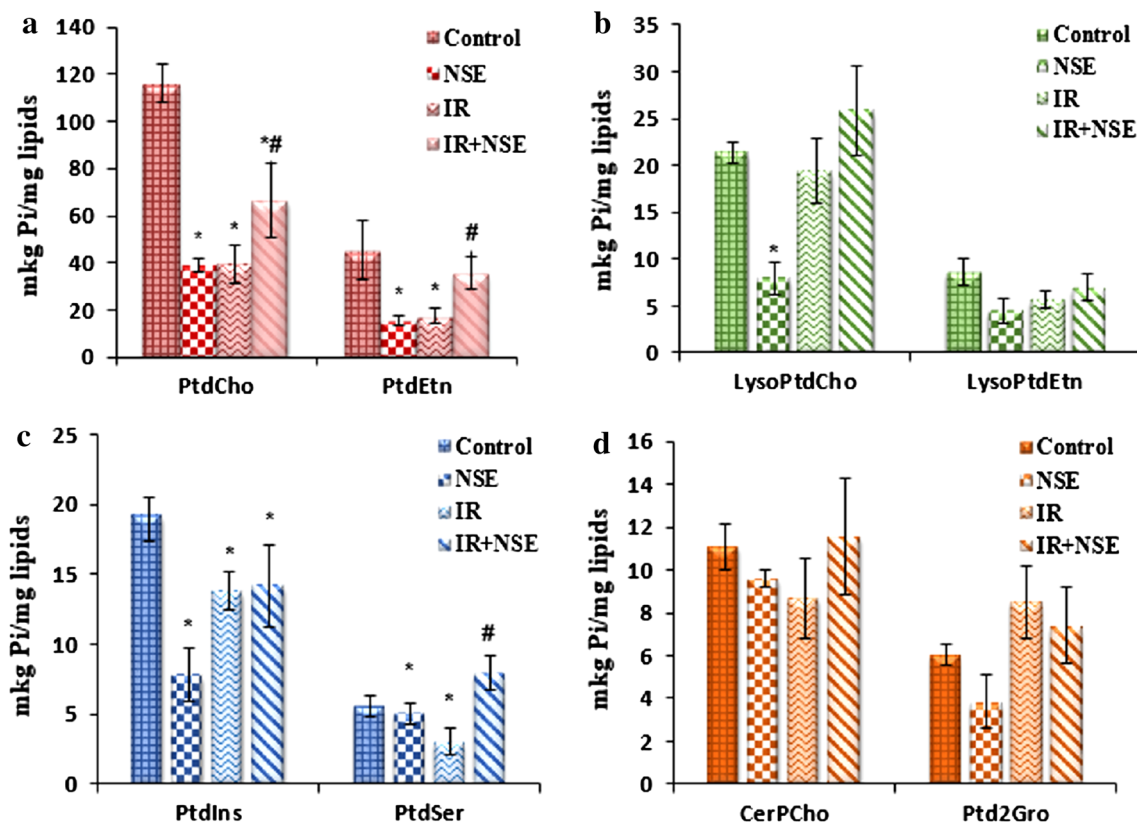 a
mkg Pi/mg lipids
140
120
100
80
60
40
20
0
Control
NSE
IR
IR+NSE
*
*
*#
*
*
#
PtdCho PtdEtn
b
mkg Pi/mg lipids
35
30
25
20
15
10
5
0
Control
NSE
IR
IR+NSE
*
LysoPtdCho LysoPtdEtn
c
mkg Pi/mg lipids
25
20
15
10
5
0
Control
NSE
IR
IR+NSE
*
*
*
*
*
#
PtdIns PtdSer
d
mkg Pi/mg lipids
16
14
12
10
8
6
4
2
0
Control
NSE
IR
IR+NSE
CerPCho Ptd2Gro